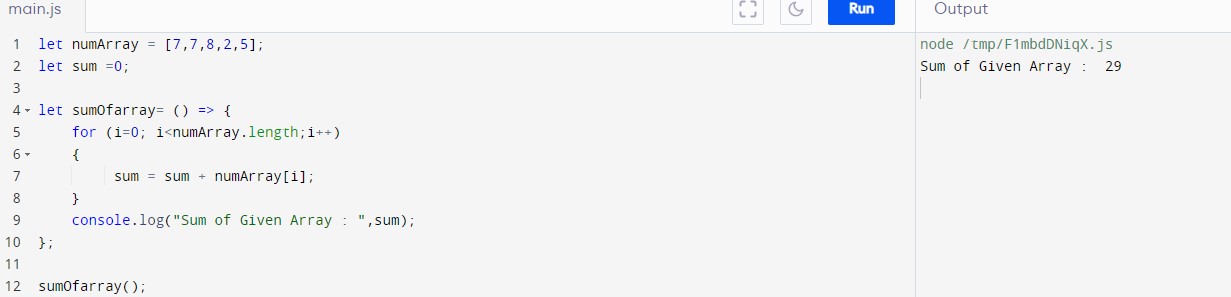 main.js
Run
Output
1 let numArray = [7,7,8,2,5];
2 let sum =0;
3
4 let sumOfarray= () => {
5     for (i=0; i<numArray.length;i++)
6     {
7          sum = sum + numArray[i];
8     }
9     console.log("Sum of Given Array : ",sum);
10 };
11
12 sumOfarray();
node /tmp/F1mbdDNiqX.js
Sum of Given Array :  29